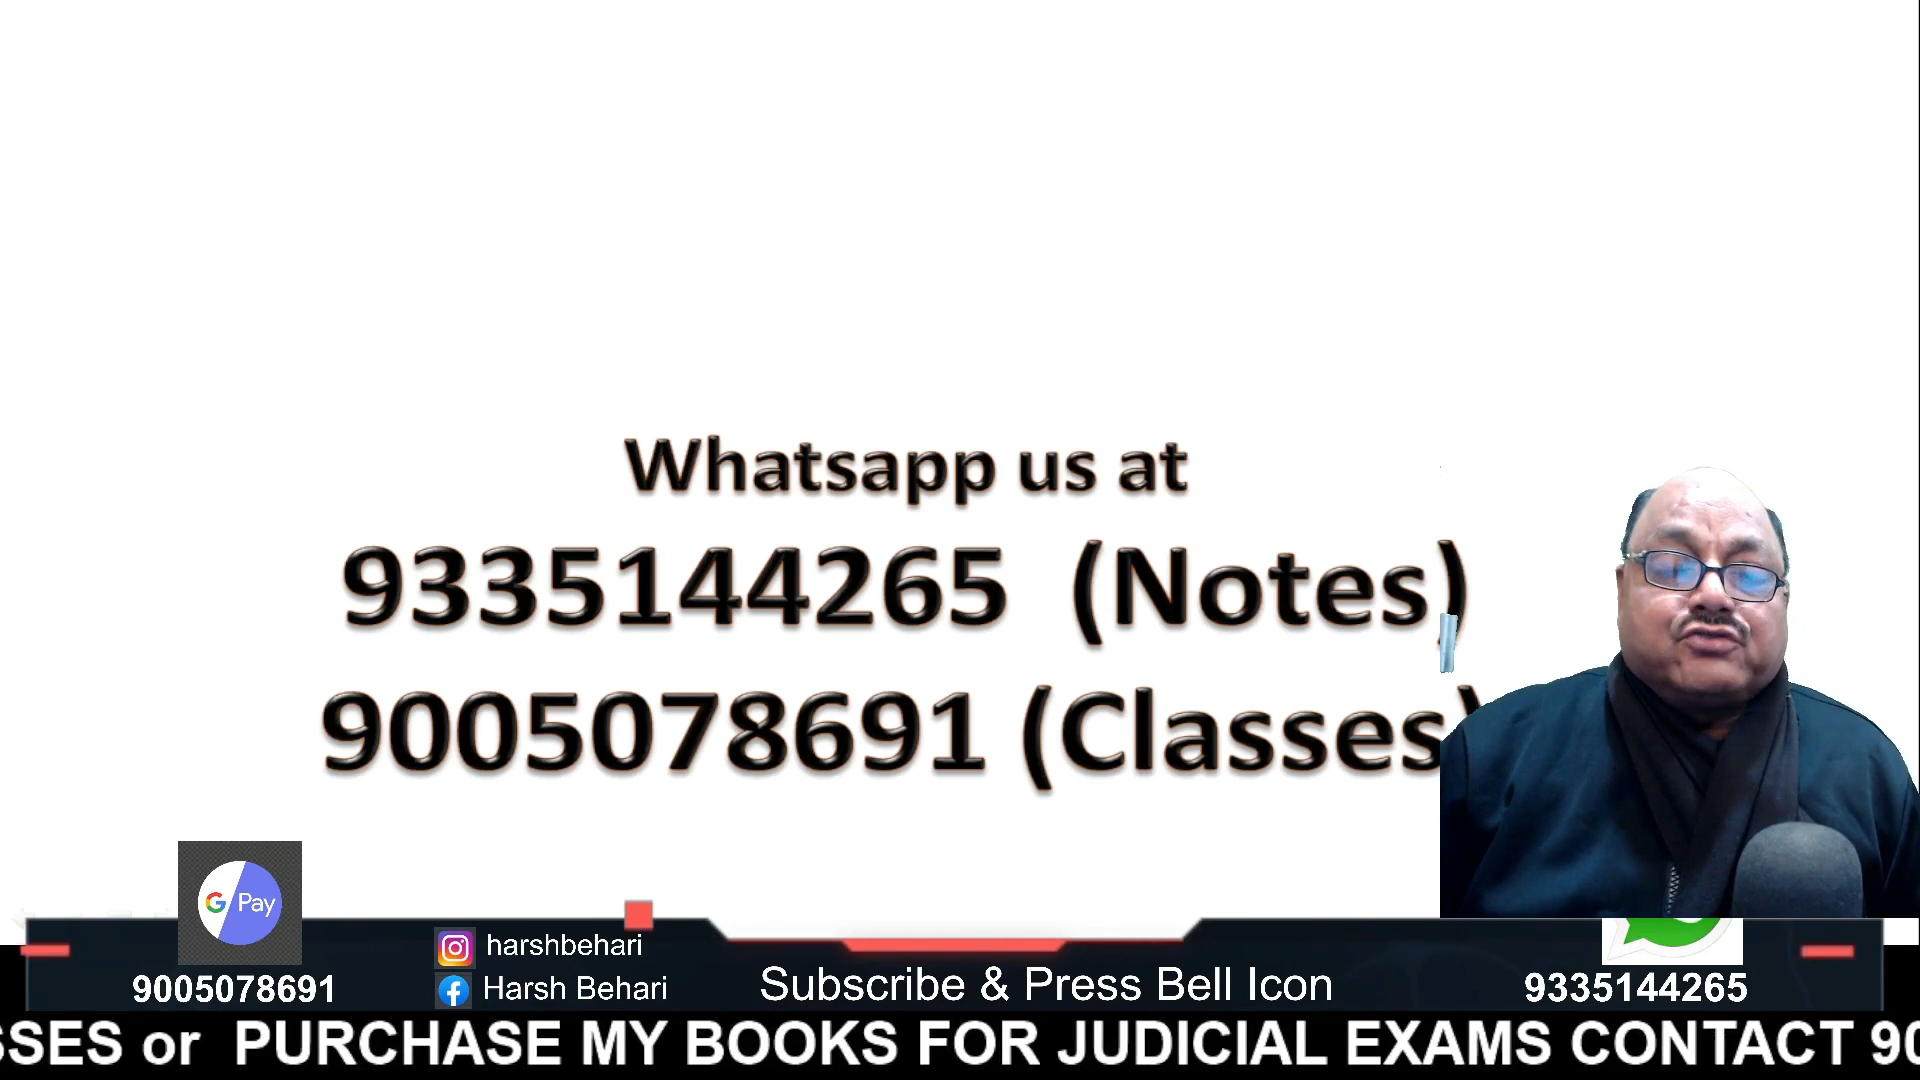 Whatsapp us at
9335144265 (Notes)
9005078691 (Classes)
G Pay
9005078691
harshbehari
Harsh Behari
Subscribe & Press Bell Icon
9335144265
SSES or PURCHASE MY BOOKS FOR JUDICIAL EXAMS CONTACT 90